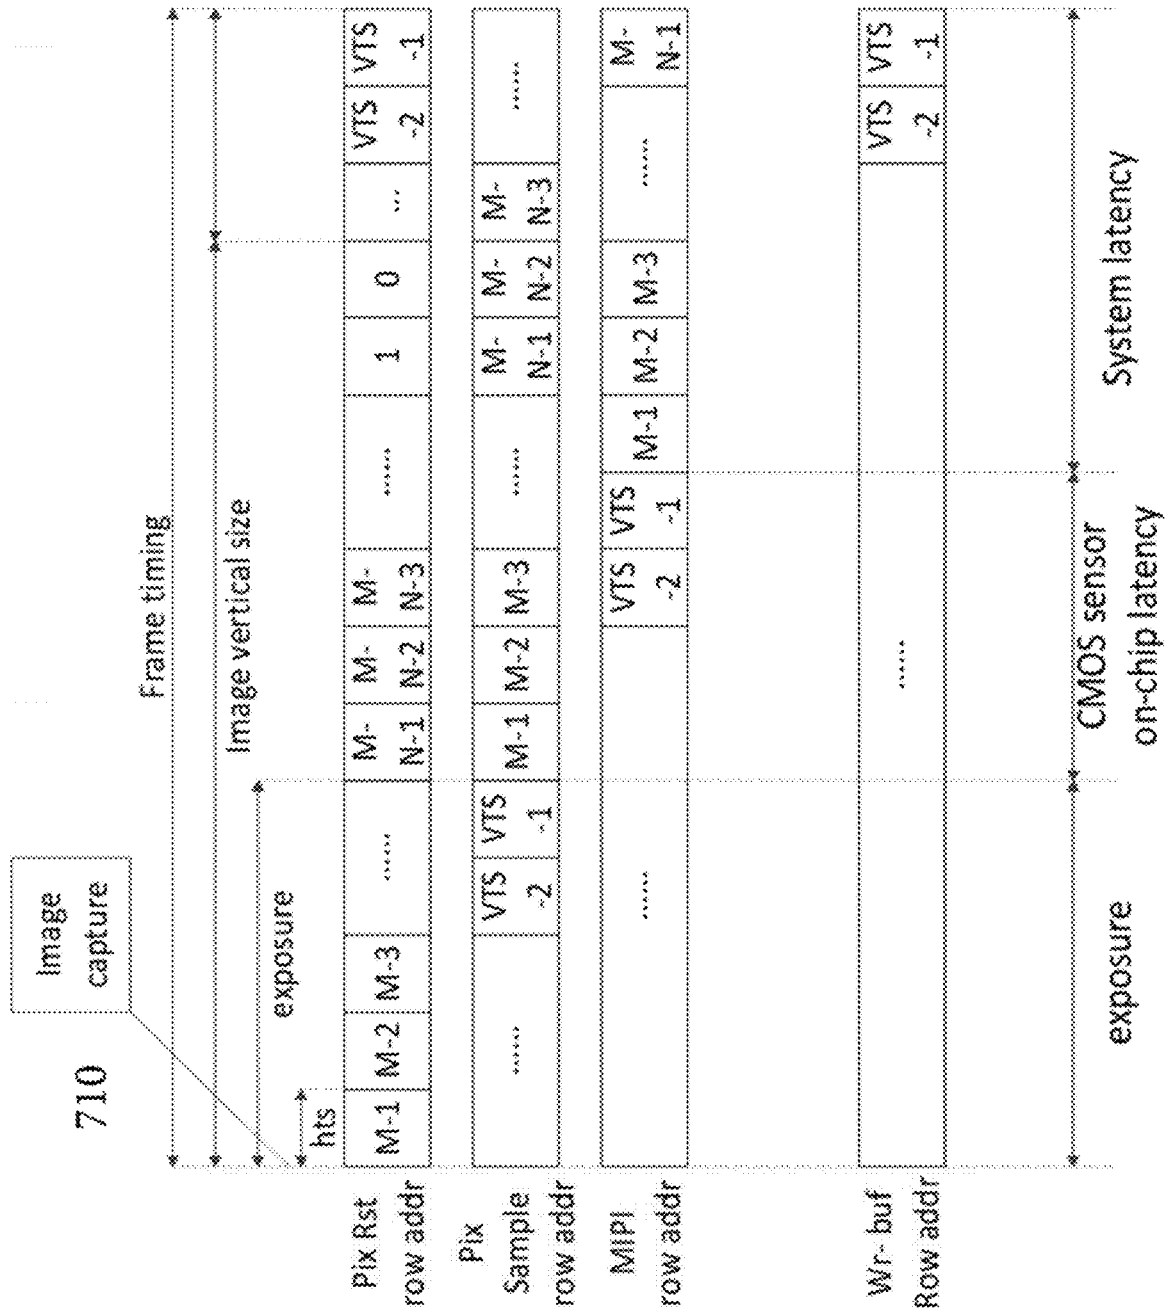 710
Image
capture
Frame timing
Image vertical size
exposure
hts
Pix Rst
row addr
M-1
M-2
M-3
......
M-
N-1
M-
N-2
M-
N-3
......
1
0
...
VTS
-2
VTS
-1
Pix
Sample
row addr
......
VTS
-2
VTS
-1
M-1
M-2
M-3
......
M-
N-1
M-
N-2
M-
N-3
......
MIPI
row addr
......
VTS
-2
VTS
-1
M-1
M-2
M-3
......
M-
N-1
Wr- buf
Row addr
......
VTS
-2
VTS
-1
exposure
CMOS sensor
on-chip latency
System latency